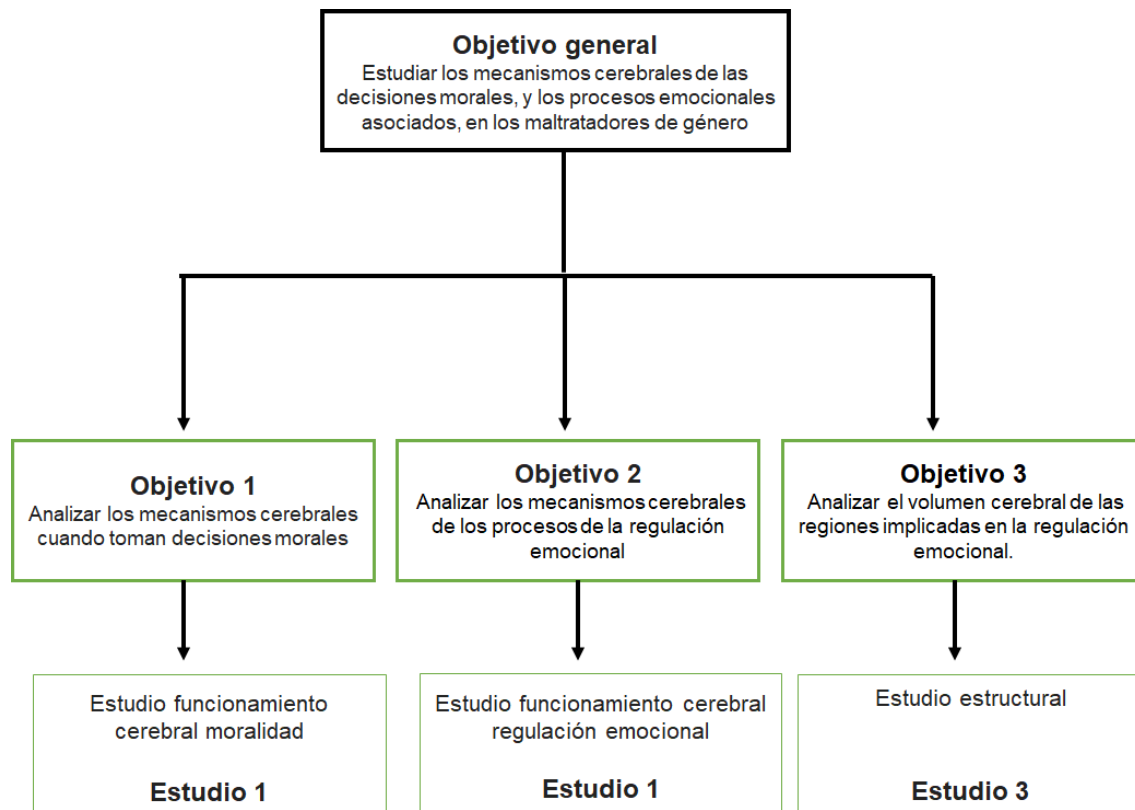 Objetivo general
Estudiar los mecanismos cerebrales de las
decisiones morales, y los procesos emocionales
asociados, en los maltratadores de género
Objetivo 1
Analizar los mecanismos cerebrales
cuando toman decisiones morales
Objetivo 2
Analizar los mecanismos cerebrales
de los procesos de la regulación
emocional
Objetivo 3
Analizar el volumen cerebral de las
regiones implicadas en la regulación
emocional.
Estudio funcionamiento
cerebral moralidad
Estudio 1
Estudio funcionamiento cerebral
regulación emocional
Estudio 1
Estudio estructural
Estudio 3